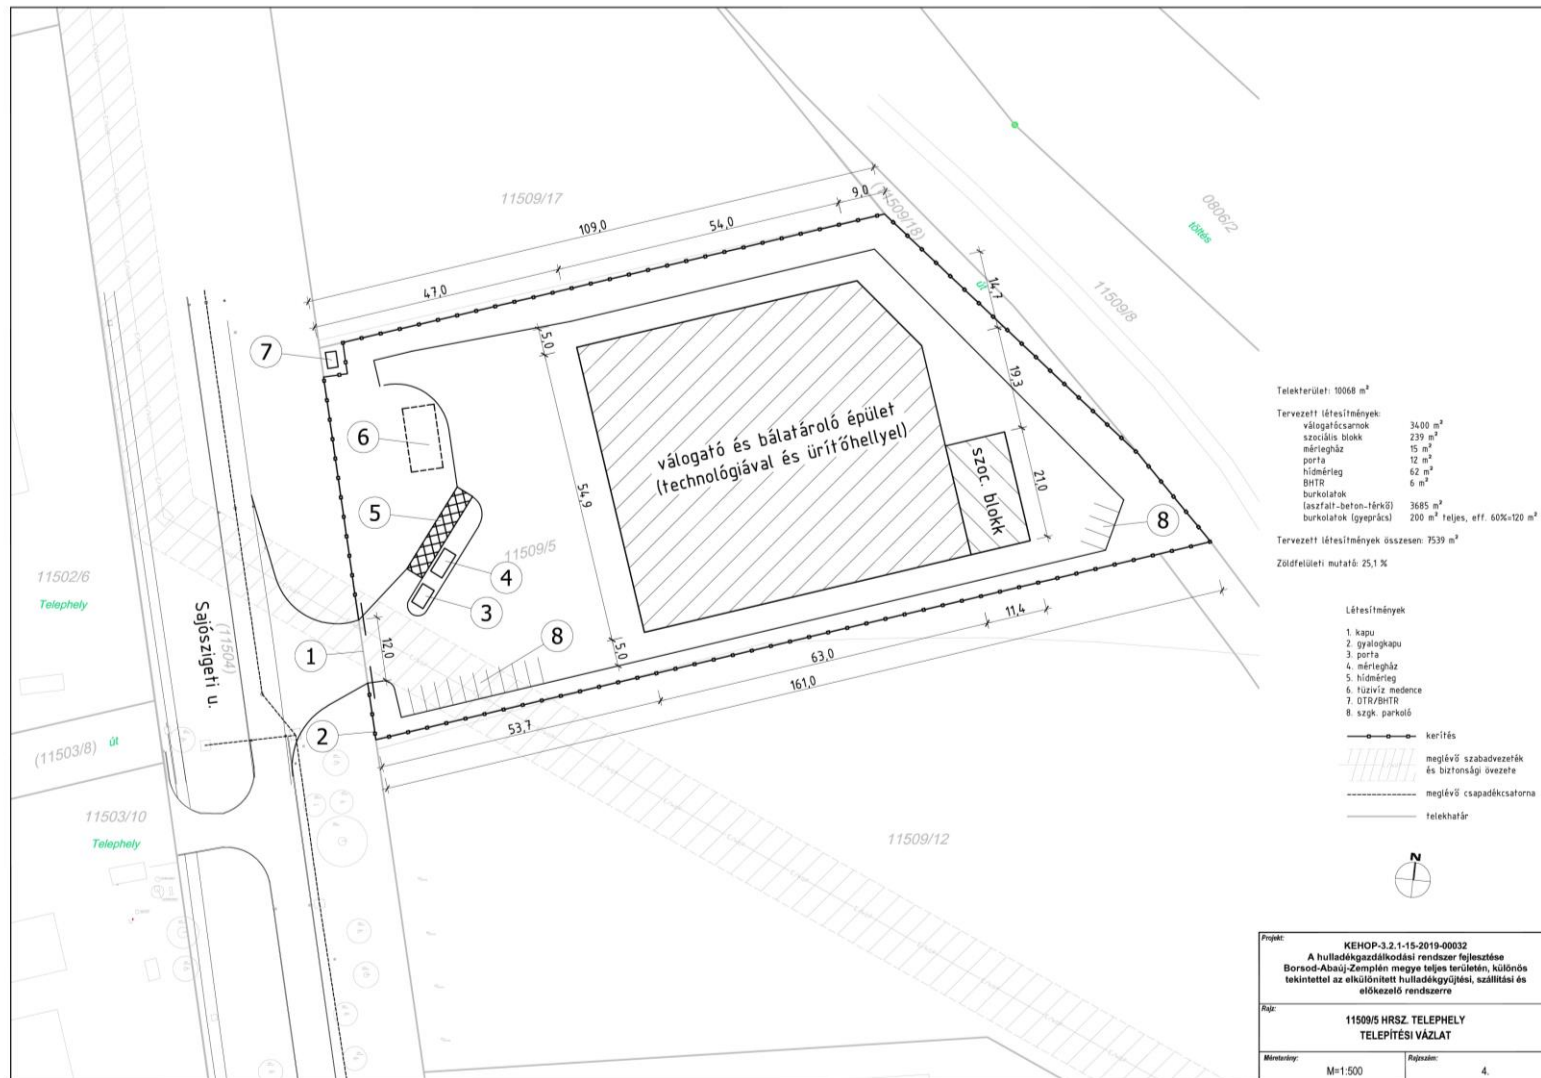 11509/17
109,0
54,0
9,0
(11509/18)
0806/2
töltés
47,0
14,7
út
11509/8
7
5,0
19,3
6
válogató és bálatároló épület
(technológiával és ürítőhellyel)
szoc. blokk
21,0
54,9
5
8
11509/5
4
3
11502/6
Telephely
Sajószigeti u.
(11504)
1
12,0
8
5,0
11,4
63,0
161,0
53,7
2
(11503/8)
út
11503/10
Telephely
11509/12
Telekterület: 10068 m²
Tervezett létesítmények:
válogatócsarnok 3400 m²
szociális blokk 239 m²
mérlegház 15 m²
porta 12 m²
hídmérleg 62 m²
BHTR 6 m²
burkolatok
(aszfalt-beton-térkő) 3685 m²
burkolatok (gyeprács) 200 m² teljes, eff. 60%=120 m²
Tervezett létesítmények összesen: 7539 m²
Zöldfelületi mutató: 25,1 %
Létesítmények
1. kapu
2. gyalogkapu
3. porta
4. mérlegház
5. hídmérleg
6. tüzivíz medence
7. OTR/BHTR
8. szgk. parkoló
kerítés
meglévő szabadvezeték
és biztonsági övezete
meglévő csapadékcsatorna
telekhatár
N
Projekt:
KEHOP-3.2.1-15-2019-00032
A hulladékgazdálkodási rendszer fejlesztése
Borsod-Abaúj-Zemplén megye teljes területén, különös
tekintettel az elkülönített hulladékgyűjtési, szállítási és
előkezelő rendszerre
Rajz:
11509/5 HRSZ. TELEPHELY
TELEPÍTÉSI VÁZLAT
Méretarány:
M=1:500
Rajzszám:
4.